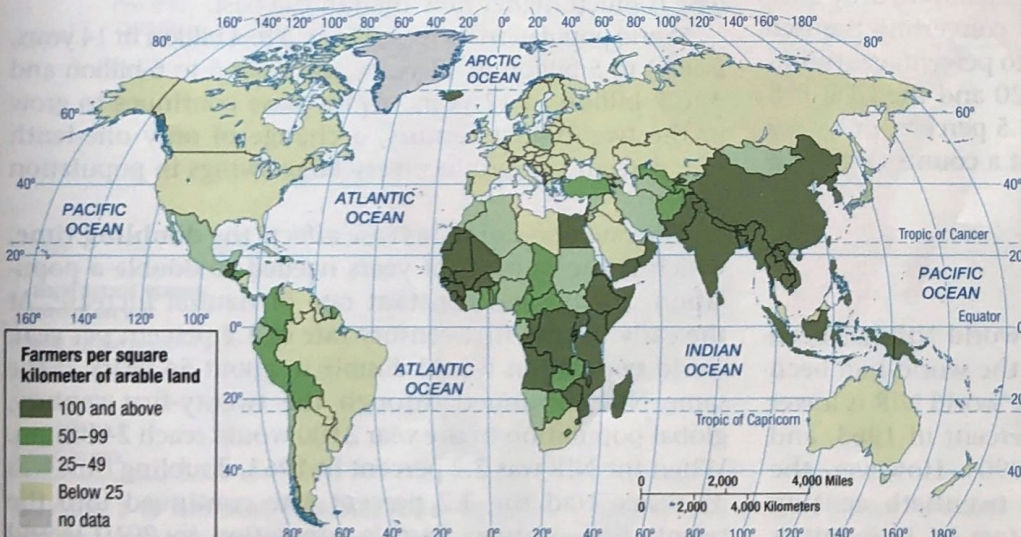 160° 140° 120° 100° 80° 60° 40° 20° 0° 20° 40° 60° 80° 100° 120° 140° 160° 180°
80°
80°
ARCTIC
OCEAN
60°
60°
40°
40°
PACIFIC
OCEAN
ATLANTIC
OCEAN
Tropic of Cancer
20°
20°
PACIFIC
OCEAN
160° 140° 120° 100°
Equator
0°
0°
ATLANTIC
OCEAN
INDIAN
OCEAN
20°
Tropic of Capricorn
40°
0 2,000 4,000 Miles
0 2,000 4,000 Kilometers
80° 60° 40° 20° 0° 20° 40° 60° 80° 100° 120° 140° 160° 180°
Farmers per square
kilometer of arable land
100 and above
50–99
25–49
Below 25
no data